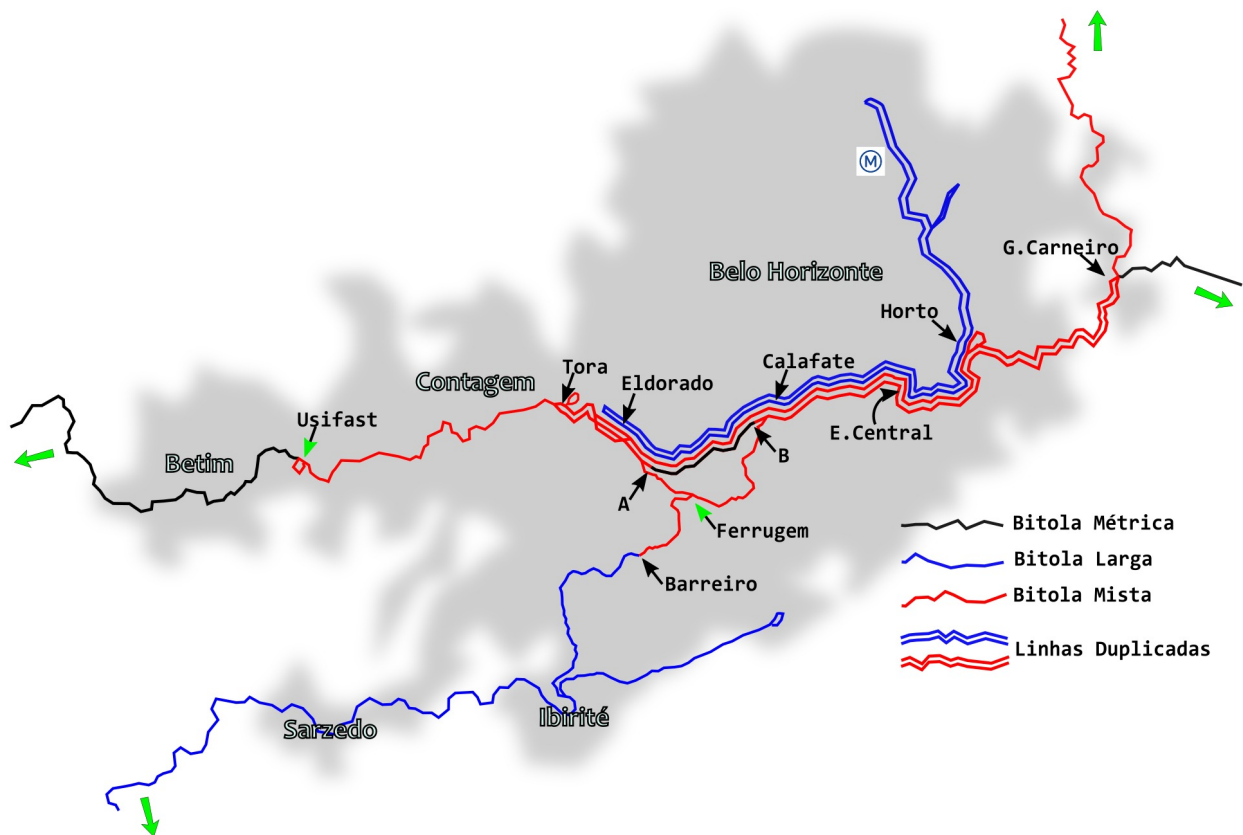 M
G.Carneiro
Belo Horizonte
Horto
Tora
Calafate
Contagem
Eldorado
Usifast
E.Central
Betim
B
A
Ferrugem
Bitola Métrica
Bitola Larga
Barreiro
Bitola Mista
Linhas Duplicadas
Ibirité
Sarzedo